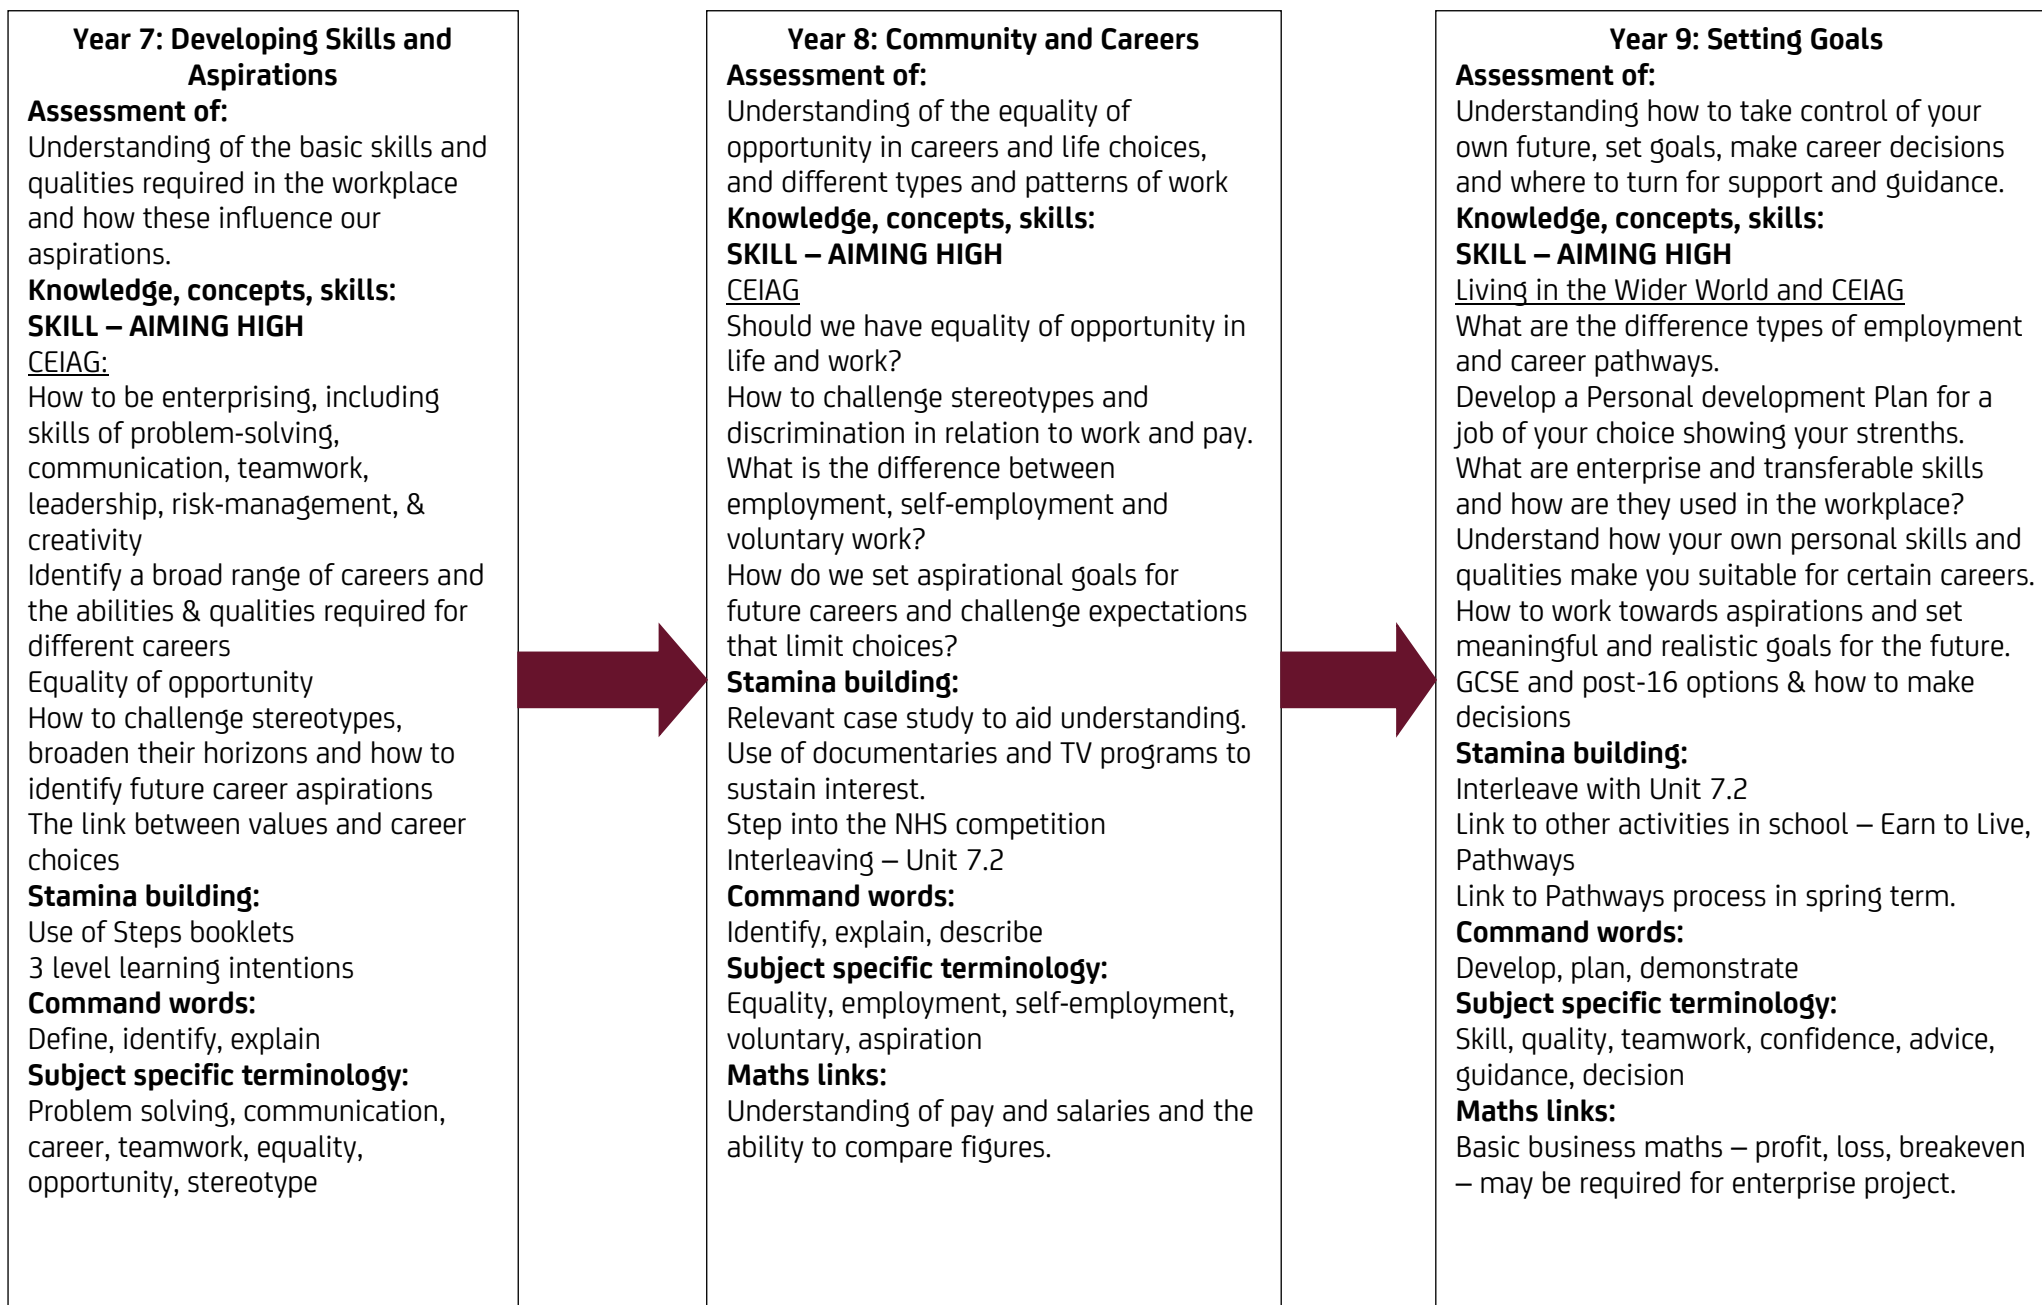 Year 7: Developing Skills and
Aspirations
Assessment of:
Understanding of the basic skills and
qualities required in the workplace
and how these influence our
aspirations.
Knowledge, concepts, skills:
SKILL – AIMING HIGH
CEIAG:
How to be enterprising, including
skills of problem-solving,
communication, teamwork,
leadership, risk-management, &
creativity
Identify a broad range of careers and
the abilities & qualities required for
different careers
Equality of opportunity
How to challenge stereotypes,
broaden their horizons and how to
identify future career aspirations
The link between values and career
choices
Stamina building:
Use of Steps booklets
3 level learning intentions
Command words:
Define, identify, explain
Subject specific terminology:
Problem solving, communication,
career, teamwork, equality,
opportunity, stereotype
Year 8: Community and Careers
Assessment of:
Understanding of the equality of
opportunity in careers and life choices,
and different types and patterns of work
Knowledge, concepts, skills:
SKILL – AIMING HIGH
CEIAG
Should we have equality of opportunity in
life and work?
How to challenge stereotypes and
discrimination in relation to work and pay.
What is the difference between
employment, self-employment and
voluntary work?
How do we set aspirational goals for
future careers and challenge expectations
that limit choices?
Stamina building:
Relevant case study to aid understanding.
Use of documentaries and TV programs to
sustain interest.
Step into the NHS competition
Interleaving – Unit 7.2
Command words:
Identify, explain, describe
Subject specific terminology:
Equality, employment, self-employment,
voluntary, aspiration
Maths links:
Understanding of pay and salaries and the
ability to compare figures.
Year 9: Setting Goals
Assessment of:
Understanding how to take control of your
own future, set goals, make career decisions
and where to turn for support and guidance.
Knowledge, concepts, skills:
SKILL – AIMING HIGH
Living in the Wider World and CEIAG
What are the difference types of employment
and career pathways.
Develop a Personal development Plan for a
job of your choice showing your strenths.
What are enterprise and transferable skills
and how are they used in the workplace?
Understand how your own personal skills and
qualities make you suitable for certain careers.
How to work towards aspirations and set
meaningful and realistic goals for the future.
GCSE and post-16 options & how to make
decisions
Stamina building:
Interleave with Unit 7.2
Link to other activities in school – Earn to Live,
Pathways
Link to Pathways process in spring term.
Command words:
Develop, plan, demonstrate
Subject specific terminology:
Skill, quality, teamwork, confidence, advice,
guidance, decision
Maths links:
Basic business maths – profit, loss, breakeven
– may be required for enterprise project.